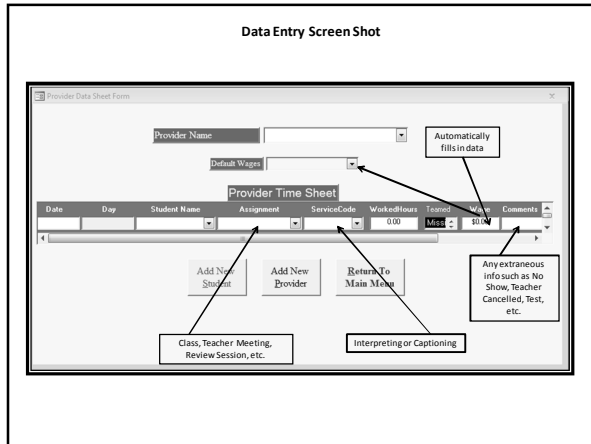 Data Entry Screen Shot
Provider Data Sheet Form
Provider Name
Automatically
fills in data
Default Wages
Provider Time Sheet
Date Day Student Name Assignment ServiceCode WorkedHours Teamed Wage Comments
0.00 Missi $0.00
Add New
Student
Add New
Provider
Return To
Main Menu
Any extraneous
info such as No
Show, Teacher
Cancelled, Test,
etc.
Class, Teacher Meeting,
Review Session, etc.
Interpreting or Captioning